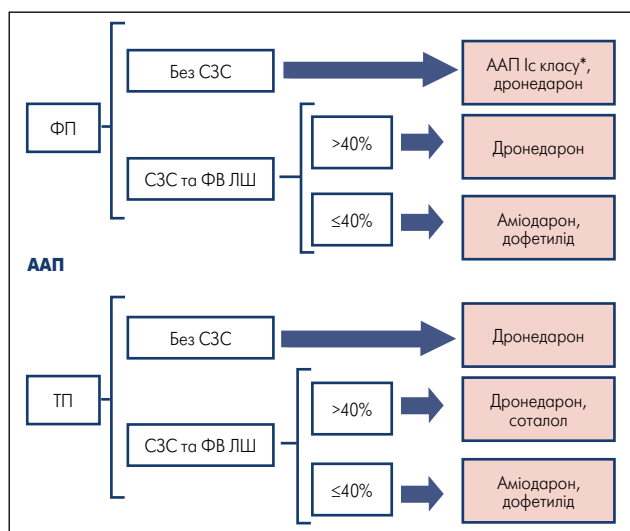 Без СЗС
ААП Іс класу*,
дронедарон
ФП
>40%
Дронедарон
СЗС та ФВ ЛШ
≤40%
Аміодарон,
дофетилід
ААП
Без СЗС
Дронедарон
ТП
>40%
Дронедарон,
соталол
СЗС та ФВ ЛШ
≤40%
Аміодарон,
дофетилід